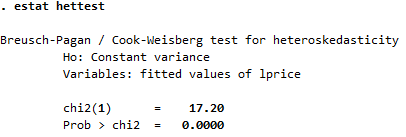 . estat hettest
Breusch-Pagan / Cook-Weisberg test for heteroskedasticity
Ho: Constant variance
Variables: fitted values of lprice
chi2(1) = 17.20
Prob > chi2 = 0.0000